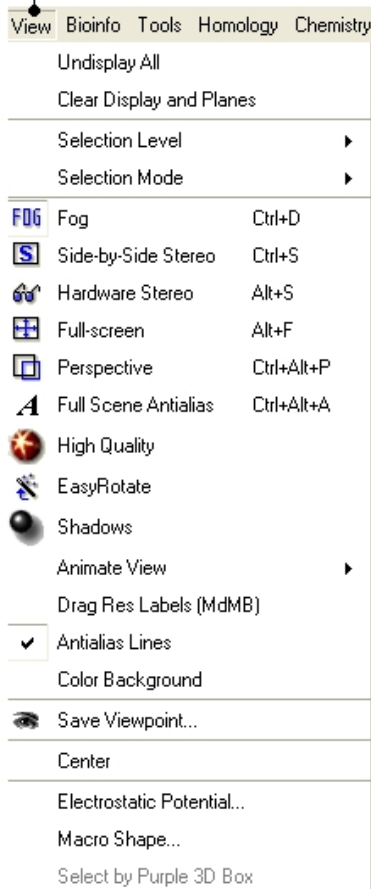 View Bioinfo Tools Homology Chemistry
Undisplay All
Clear Display and Planes
Selection Level
Selection Mode
FOG Fog Ctrl+D
S Side-by-Side Stereo Ctrl+S
Hardware Stereo Alt+S
Full-screen Alt+F
Perspective Ctrl+Alt+P
A Full Scene Antialias Ctrl+Alt+A
High Quality
EasyRotate
Shadows
Animate View
Drag Res Labels (MdMB)
Antialias Lines
Color Background
Save Viewpoint...
Center
Electrostatic Potential...
Macro Shape...
Select by Purple 3D Box